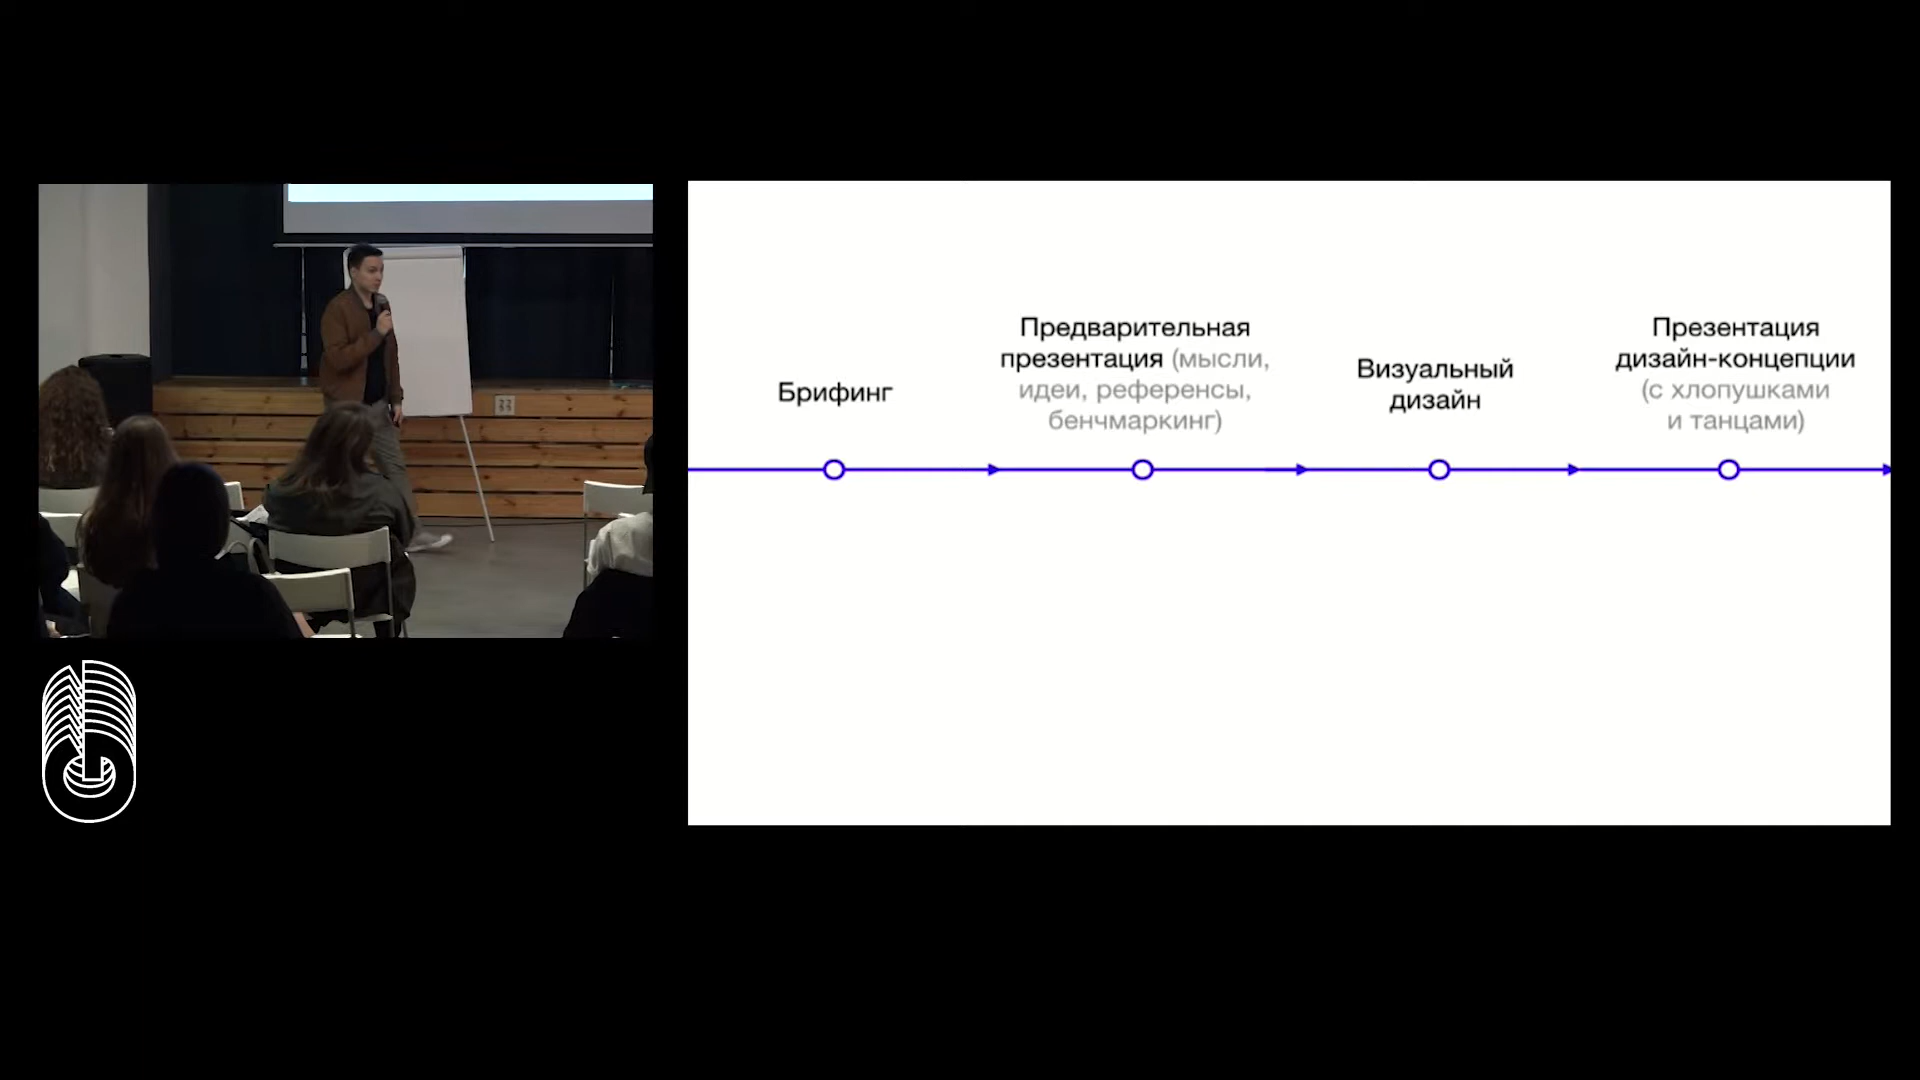 Брифинг
Предварительная
презентация (мысли,
идеи, референсы,
бенчмаркинг)
Визуальный
дизайн
Презентация
дизайн-концепции
(с хлопушками
и танцами)